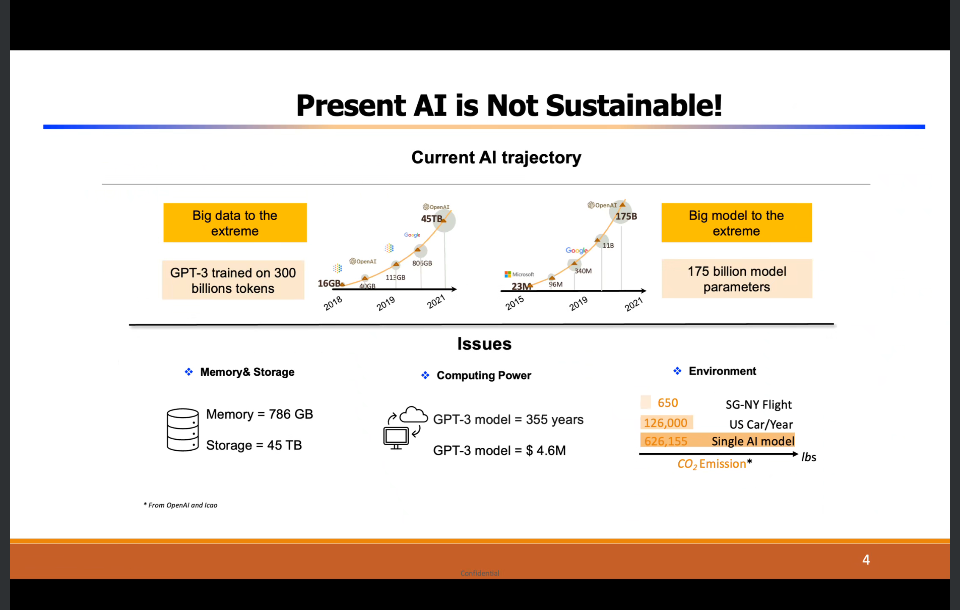 Present AI is Not Sustainable!
Current AI trajectory
Big data to the
extreme
GPT-3 trained on 300
billions tokens
OpenAI
45TB
Google
OpenAI
805GB
113GB
16GB
40GB
2018
2019
2021
OpenAI
175B
Google
11B
Microsoft
340M
23M
96M
2015
2019
2021
Big model to the
extreme
175 billion model
parameters
Issues
❖ Memory& Storage
Memory = 786 GB
Storage = 45 TB
❖ Computing Power
GPT-3 model = 355 years
GPT-3 model = $ 4.6M
❖ Environment
650 SG-NY Flight
126,000 US Car/Year
626,155 Single AI model
lbs
CO2 Emission*
* From OpenAI and Icao
4
Confidential